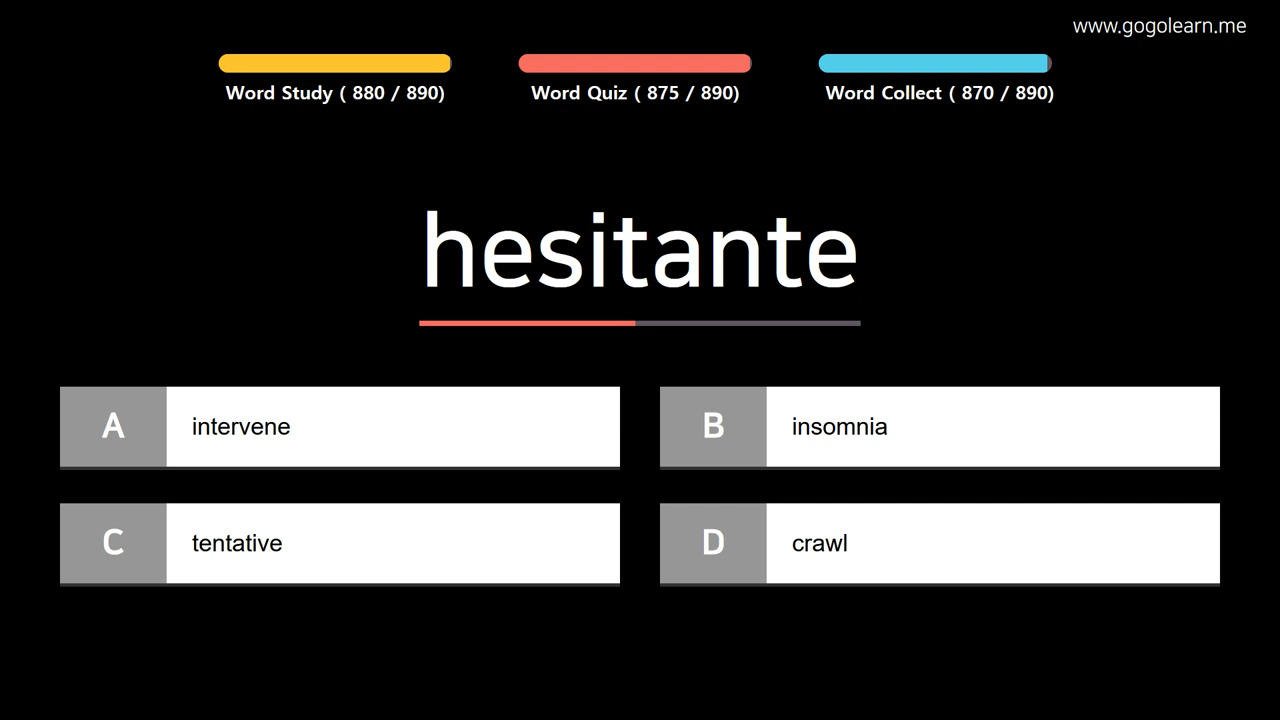 www.gogolearn.me
Word Study ( 880 / 890)
Word Quiz ( 875 / 890)
Word Collect ( 870 / 890)
hesitante
A
intervene
B
insomnia
C
tentative
D
crawl